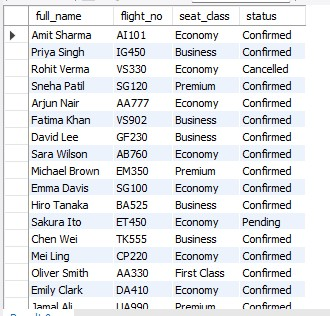 full_name flight_no seat_class status
Amit Sharma AI101 Economy Confirmed
Priya Singh IG450 Business Confirmed
Rohit Verma VS330 Economy Cancelled
Sneha Patil SG120 Premium Confirmed
Arjun Nair AA777 Economy Confirmed
Fatima Khan VS902 Business Confirmed
David Lee GF230 Business Confirmed
Sara Wilson AB760 Economy Confirmed
Michael Brown EM350 Premium Confirmed
Emma Davis SG100 Economy Confirmed
Hiro Tanaka BA525 Business Confirmed
Sakura Ito ET450 Economy Pending
Chen Wei TK555 Business Confirmed
Mei Ling CP220 Economy Confirmed
Oliver Smith AA330 First Class Confirmed
Emily Clark DA410 Economy Confirmed
Jamal Ali UA990 Premium Confirmed